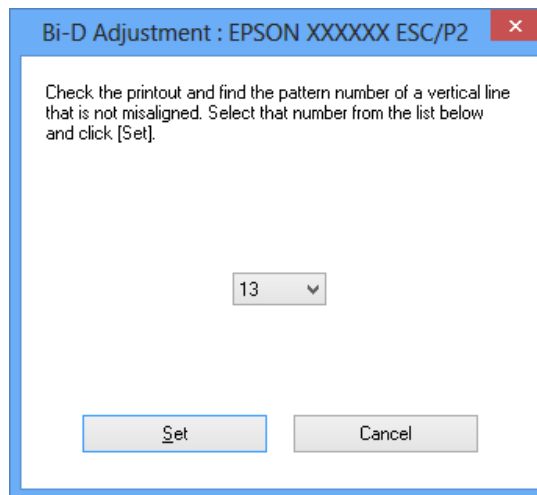 Bi-D Adjustment : EPSON XXXXXX ESC/P2
Check the printout and find the pattern number of a vertical line
that is not misaligned. Select that number from the list below
and click [Set].
13
Set
Cancel